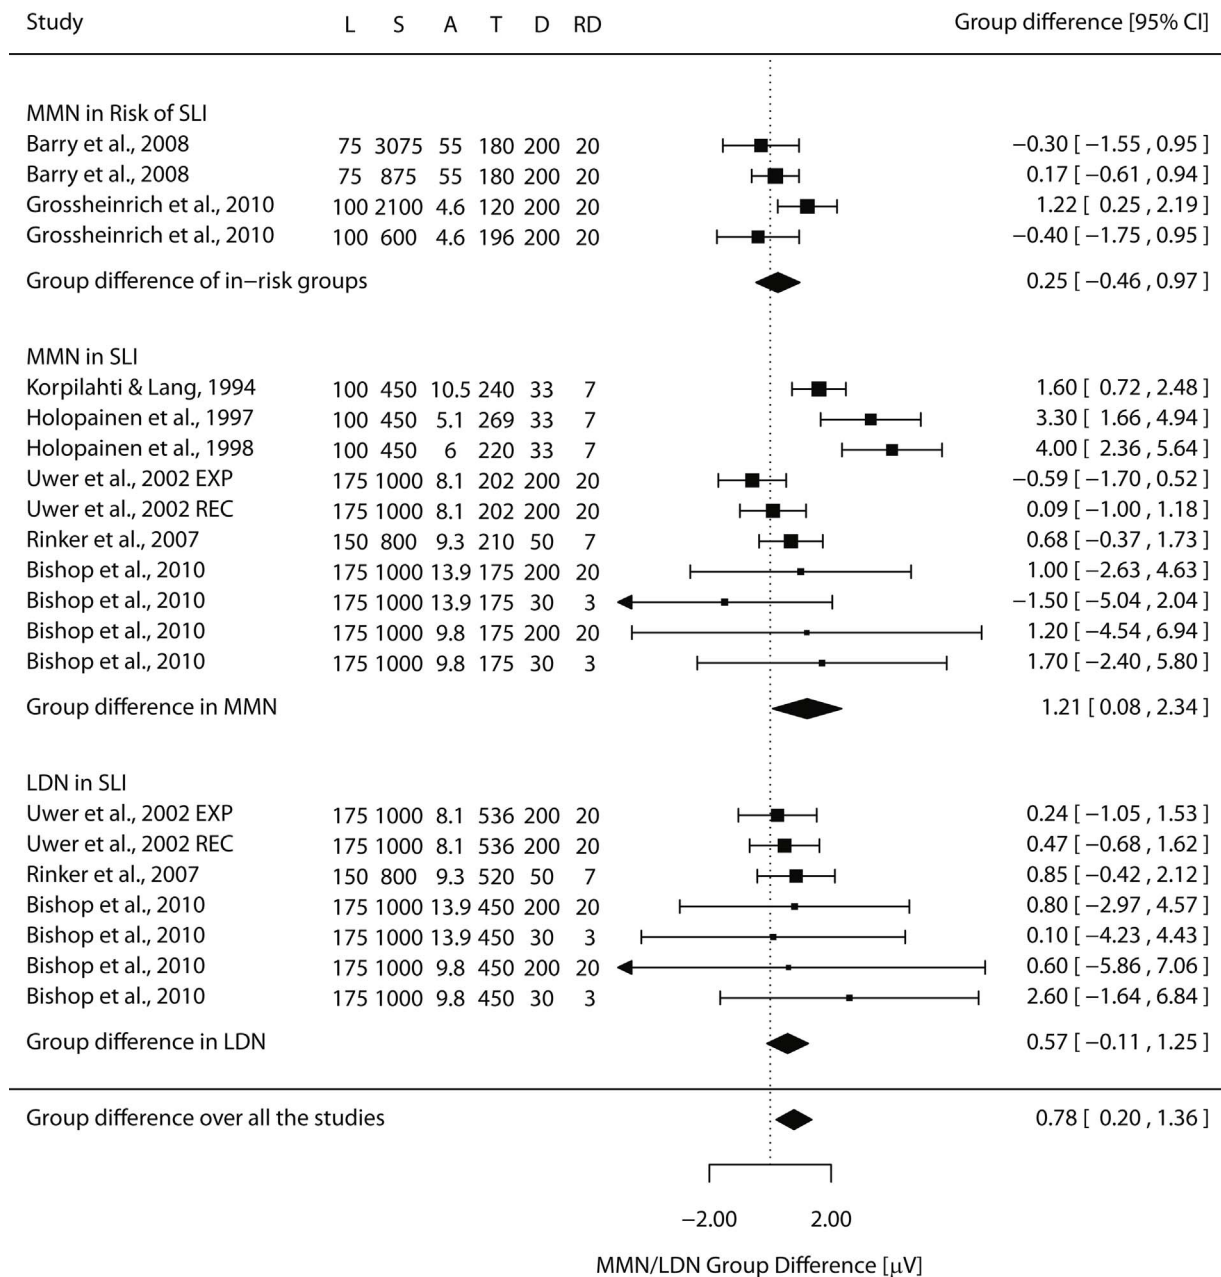 Study L S A T D RD Group difference [95% CI]
MMN in Risk of SLI
Barry et al., 2008 75 3075 55 180 200 20 −0.30 [ −1.55 , 0.95 ]
Barry et al., 2008 75 875 55 180 200 20 0.17 [ −0.61 , 0.94 ]
Grossheinrich et al., 2010 100 2100 4.6 120 200 20 1.22 [ 0.25 , 2.19 ]
Grossheinrich et al., 2010 100 600 4.6 196 200 20 −0.40 [ −1.75 , 0.95 ]
Group difference of in−risk groups 0.25 [ −0.46 , 0.97 ]
MMN in SLI
Korpilahti & Lang, 1994 100 450 10.5 240 33 7 1.60 [ 0.72 , 2.48 ]
Holopainen et al., 1997 100 450 5.1 269 33 7 3.30 [ 1.66 , 4.94 ]
Holopainen et al., 1998 100 450 6 220 33 7 4.00 [ 2.36 , 5.64 ]
Uwer et al., 2002 EXP 175 1000 8.1 202 200 20 −0.59 [ −1.70 , 0.52 ]
Uwer et al., 2002 REC 175 1000 8.1 202 200 20 0.09 [ −1.00 , 1.18 ]
Rinker et al., 2007 150 800 9.3 210 50 7 0.68 [ −0.37 , 1.73 ]
Bishop et al., 2010 175 1000 13.9 175 200 20 1.00 [ −2.63 , 4.63 ]
Bishop et al., 2010 175 1000 13.9 175 30 3 −1.50 [ −5.04 , 2.04 ]
Bishop et al., 2010 175 1000 9.8 175 200 20 1.20 [ −4.54 , 6.94 ]
Bishop et al., 2010 175 1000 9.8 175 30 3 1.70 [ −2.40 , 5.80 ]
Group difference in MMN 1.21 [ 0.08 , 2.34 ]
LDN in SLI
Uwer et al., 2002 EXP 175 1000 8.1 536 200 20 0.24 [ −1.05 , 1.53 ]
Uwer et al., 2002 REC 175 1000 8.1 536 200 20 0.47 [ −0.68 , 1.62 ]
Rinker et al., 2007 150 800 9.3 520 50 7 0.85 [ −0.42 , 2.12 ]
Bishop et al., 2010 175 1000 13.9 450 200 20 0.80 [ −2.97 , 4.57 ]
Bishop et al., 2010 175 1000 13.9 450 30 3 0.10 [ −4.23 , 4.43 ]
Bishop et al., 2010 175 1000 9.8 450 200 20 0.60 [ −5.86 , 7.06 ]
Bishop et al., 2010 175 1000 9.8 450 30 3 2.60 [ −1.64 , 6.84 ]
Group difference in LDN 0.57 [ −0.11 , 1.25 ]
Group difference over all the studies 0.78 [ 0.20 , 1.36 ]
−2.00 2.00
MMN/LDN Group Difference [µV]